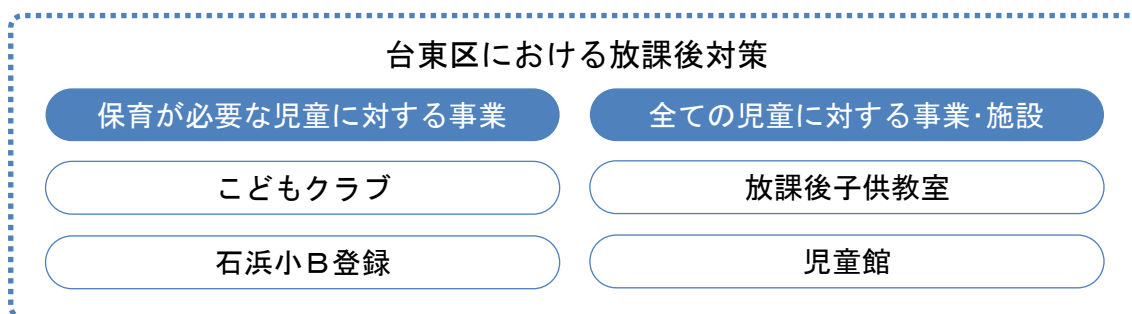 台東区における放課後対策
保育が必要な児童に対する事業
全ての児童に対する事業・施設
こどもクラブ
放課後子供教室
石浜小Ｂ登録
児童館